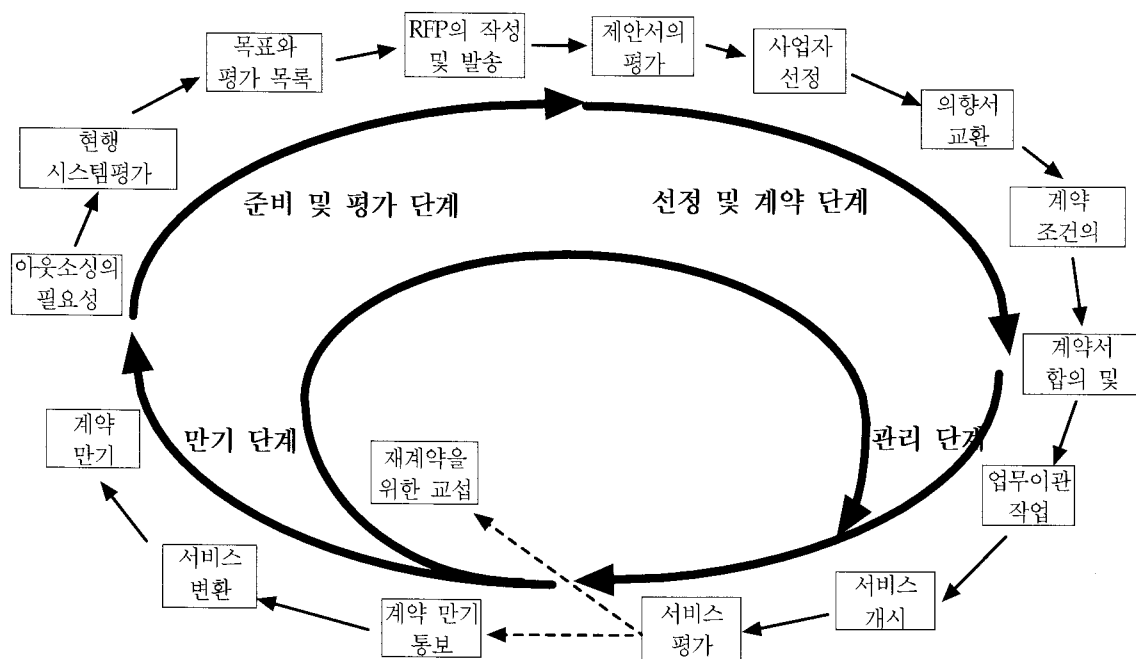 RFP의 작성
및 발송
제안서의
평가
사업자
선정
의향서
교환
계약
조건의
계약서
합의 및
업무이관
작업
서비스
개시
서비스
평가
재계약을
위한 교섭
계약 만기
통보
서비스
변환
계약
만기
아웃소싱의
필요성
현행
시스템평가
목표와
평가 목록
준비 및 평가 단계
선정 및 계약 단계
관리 단계
만기 단계